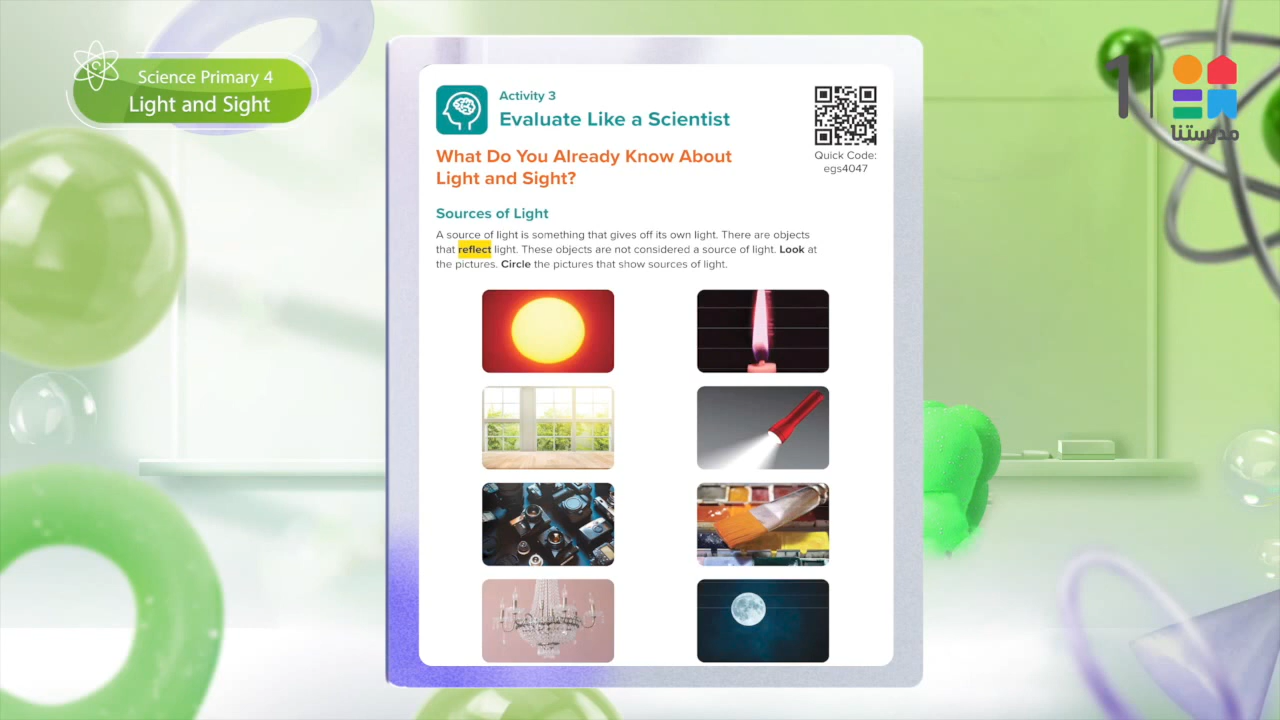 Science Primary 4
Light and Sight
1
مدرستنا
Activity 3
Evaluate Like a Scientist
Quick Code:
egs4047
What Do You Already Know About
Light and Sight?
Sources of Light
A source of light is something that gives off its own light. There are objects
that reflect light. These objects are not considered a source of light. Look at
the pictures. Circle the pictures that show sources of light.